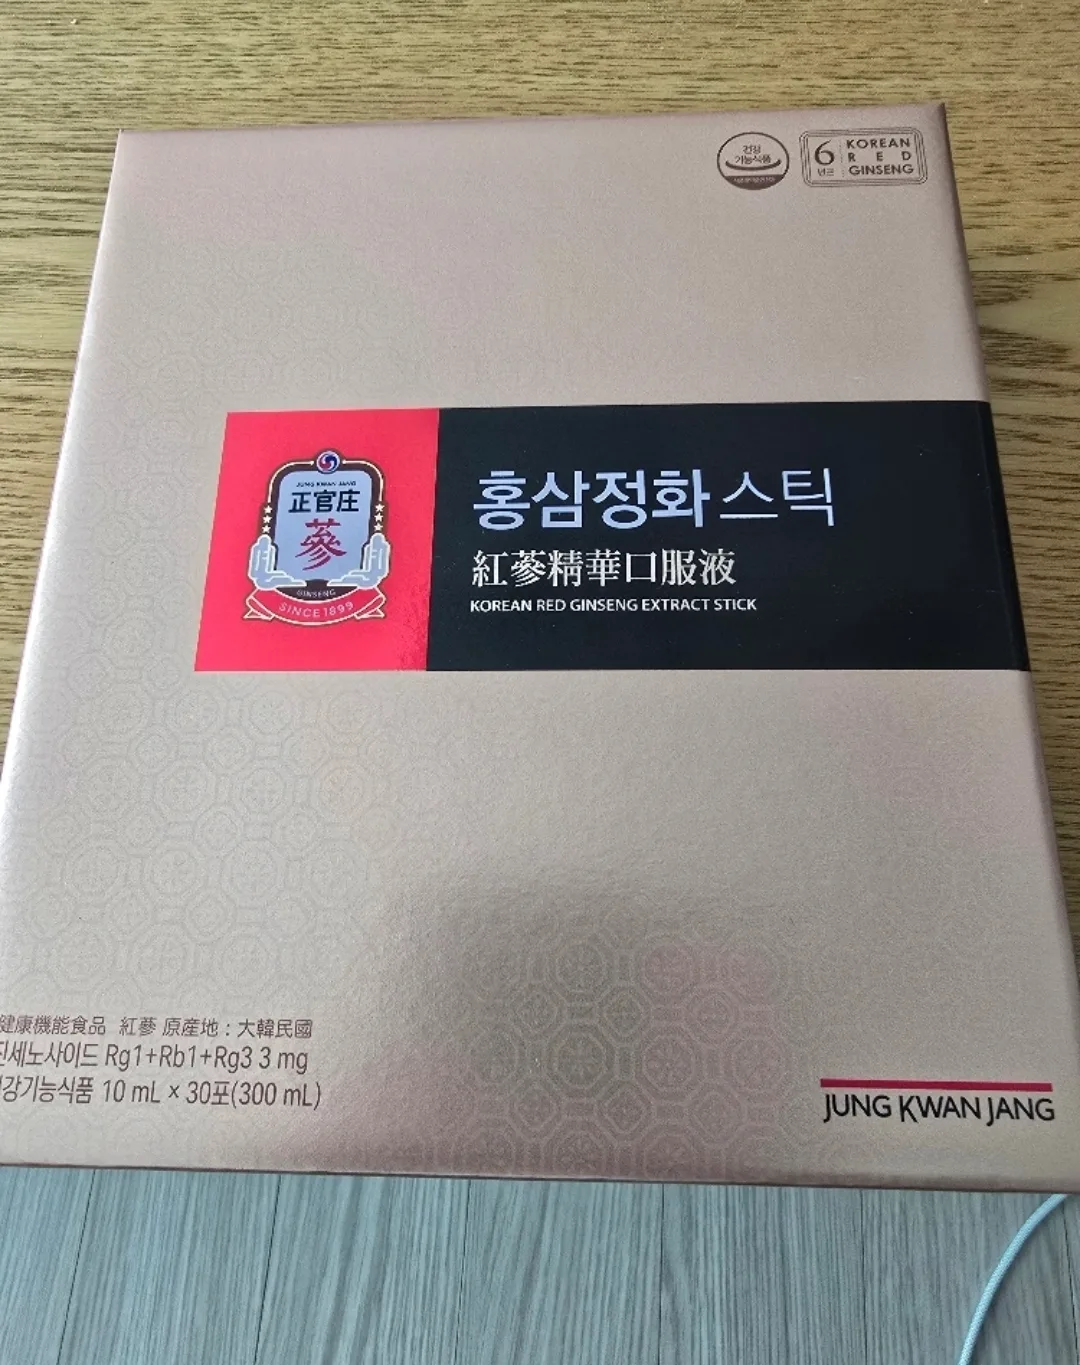 건강
기능식품
6
년근
KOREAN
RED
GINSENG
JUNG KWAN JANG
正官庄
蔘
GINSENG
SINCE 1899
홍삼정화스틱
紅蔘精華口服液
KOREAN RED GINSENG EXTRACT STICK
健康機能食品 紅蔘 原産地 : 大韓民國
진세노사이드 Rg1+Rb1+Rg3 3 mg
건강기능식품 10 mL × 30포(300 mL)
JUNG KWAN JANG